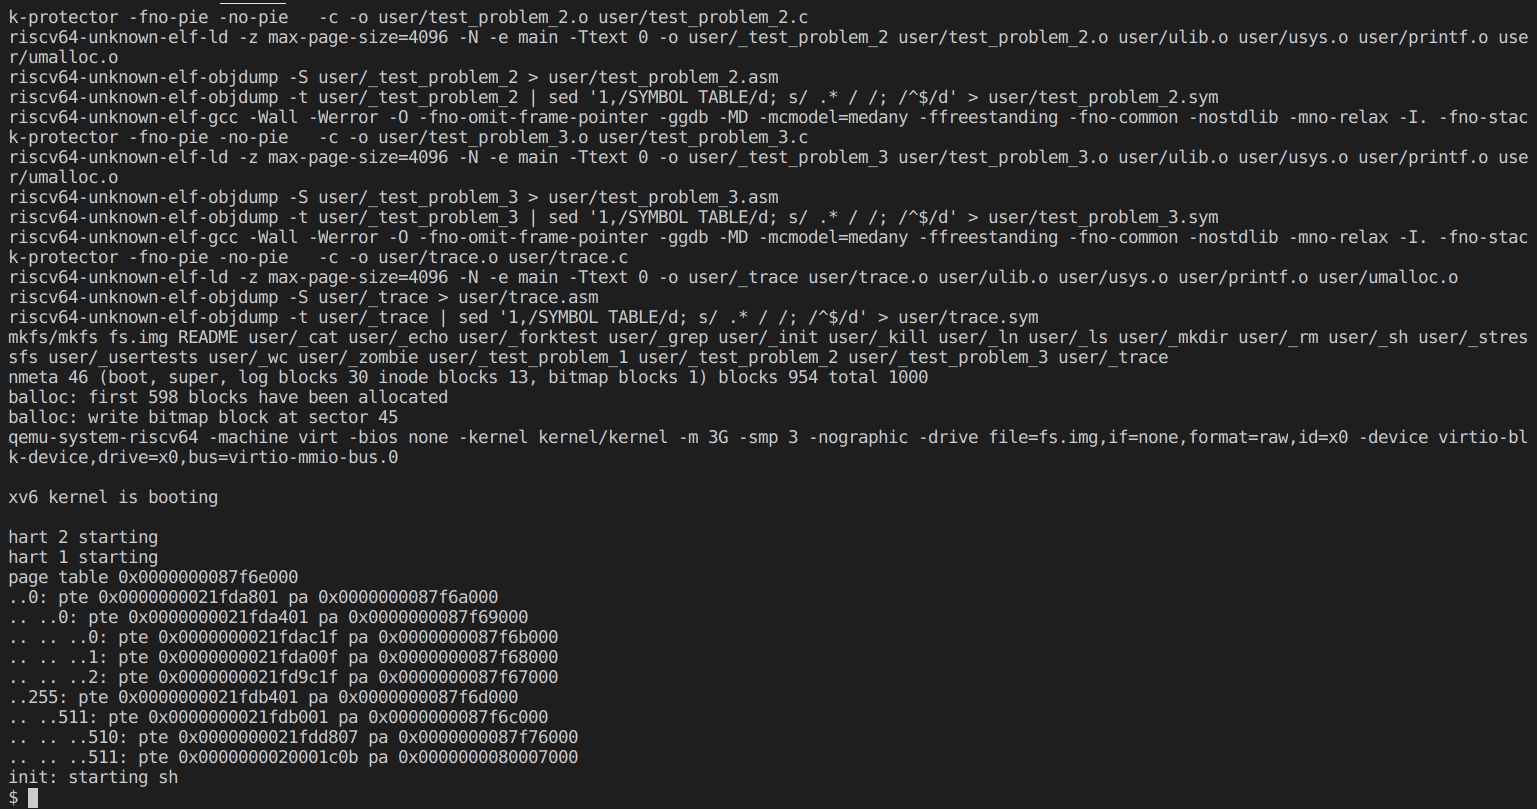 k-protector -fno-pie -no-pie   -c -o user/test_problem_2.o user/test_problem_2.c
riscv64-unknown-elf-ld -z max-page-size=4096 -N -e main -Ttext 0 -o user/_test_problem_2 user/test_problem_2.o user/ulib.o user/usys.o user/printf.o use
r/umalloc.o
riscv64-unknown-elf-objdump -S user/_test_problem_2 > user/test_problem_2.asm
riscv64-unknown-elf-objdump -t user/_test_problem_2 | sed '1,/SYMBOL TABLE/d; s/ .* / /; /^$/d' > user/test_problem_2.sym
riscv64-unknown-elf-gcc -Wall -Werror -O -fno-omit-frame-pointer -ggdb -MD -mcmodel=medany -ffreestanding -fno-common -nostdlib -mno-relax -I. -fno-stac
k-protector -fno-pie -no-pie   -c -o user/test_problem_3.o user/test_problem_3.c
riscv64-unknown-elf-ld -z max-page-size=4096 -N -e main -Ttext 0 -o user/_test_problem_3 user/test_problem_3.o user/ulib.o user/usys.o user/printf.o use
r/umalloc.o
riscv64-unknown-elf-objdump -S user/_test_problem_3 > user/test_problem_3.asm
riscv64-unknown-elf-objdump -t user/_test_problem_3 | sed '1,/SYMBOL TABLE/d; s/ .* / /; /^$/d' > user/test_problem_3.sym
riscv64-unknown-elf-gcc -Wall -Werror -O -fno-omit-frame-pointer -ggdb -MD -mcmodel=medany -ffreestanding -fno-common -nostdlib -mno-relax -I. -fno-stac
k-protector -fno-pie -no-pie   -c -o user/trace.o user/trace.c
riscv64-unknown-elf-ld -z max-page-size=4096 -N -e main -Ttext 0 -o user/_trace user/trace.o user/ulib.o user/usys.o user/printf.o user/umalloc.o
riscv64-unknown-elf-objdump -S user/_trace > user/trace.asm
riscv64-unknown-elf-objdump -t user/_trace | sed '1,/SYMBOL TABLE/d; s/ .* / /; /^$/d' > user/trace.sym
mkfs/mkfs fs.img README user/_cat user/_echo user/_forktest user/_grep user/_init user/_kill user/_ln user/_ls user/_mkdir user/_rm user/_sh user/_stres
sfs user/_usertests user/_wc user/_zombie user/_test_problem_1 user/_test_problem_2 user/_test_problem_3 user/_trace
nmeta 46 (boot, super, log blocks 30 inode blocks 13, bitmap blocks 1) blocks 954 total 1000
balloc: first 598 blocks have been allocated
balloc: write bitmap block at sector 45
qemu-system-riscv64 -machine virt -bios none -kernel kernel/kernel -m 3G -smp 3 -nographic -drive file=fs.img,if=none,format=raw,id=x0 -device virtio-bl
k-device,drive=x0,bus=virtio-mmio-bus.0
xv6 kernel is booting
hart 2 starting
hart 1 starting
page table 0x0000000087f6e000
..0: pte 0x0000000021fda801 pa 0x0000000087f6a000
.. ..0: pte 0x0000000021fda401 pa 0x0000000087f69000
.. .. ..0: pte 0x0000000021fdac1f pa 0x0000000087f6b000
.. .. ..1: pte 0x0000000021fda00f pa 0x0000000087f68000
.. .. ..2: pte 0x0000000021fd9c1f pa 0x0000000087f67000
..255: pte 0x0000000021fdb401 pa 0x0000000087f6d000
.. ..511: pte 0x0000000021fdb001 pa 0x0000000087f6c000
.. .. ..510: pte 0x0000000021fdd807 pa 0x0000000087f76000
.. .. ..511: pte 0x0000000020001c0b pa 0x0000000080007000
init: starting sh
$